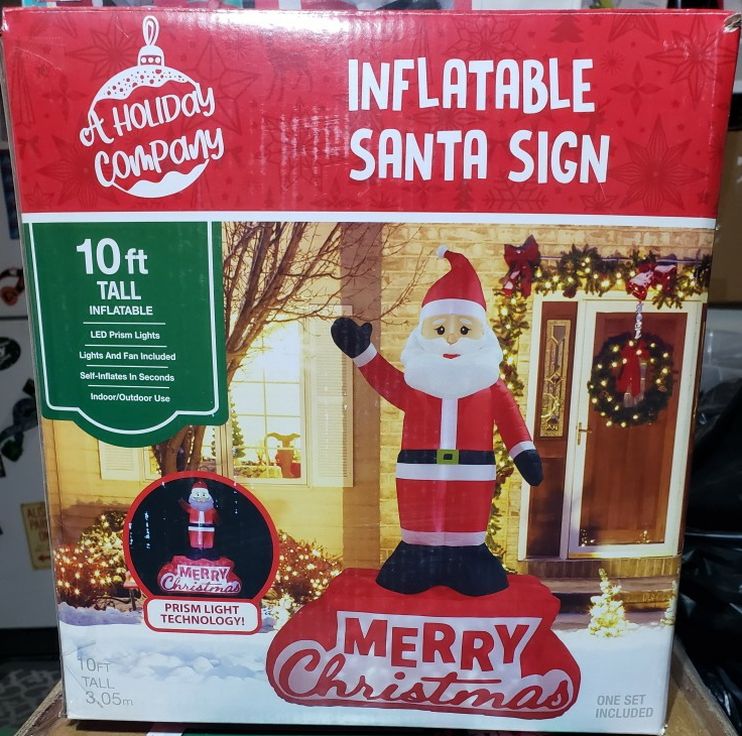 A HOLIDAY
COMPANY
INFLATABLE
SANTA SIGN
10 ft
TALL
INFLATABLE
LED Prism Lights
Lights And Fan Included
Self-Inflates In Seconds
Indoor/Outdoor Use
MERRY
Christmas
PRISM LIGHT
TECHNOLOGY!
MERRY
Christmas
10FT
TALL
3.05m
ONE SET
INCLUDED